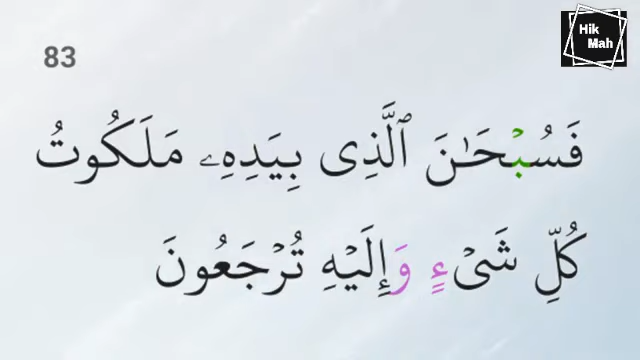 83
Hik
Mah
فَسُبْحَـٰنَ ٱلَّذِى بِيَدِهِۦ مَلَكُوتُ
كُلِّ شَىْءٍ وَإِلَيْهِ تُرْجَعُونَ